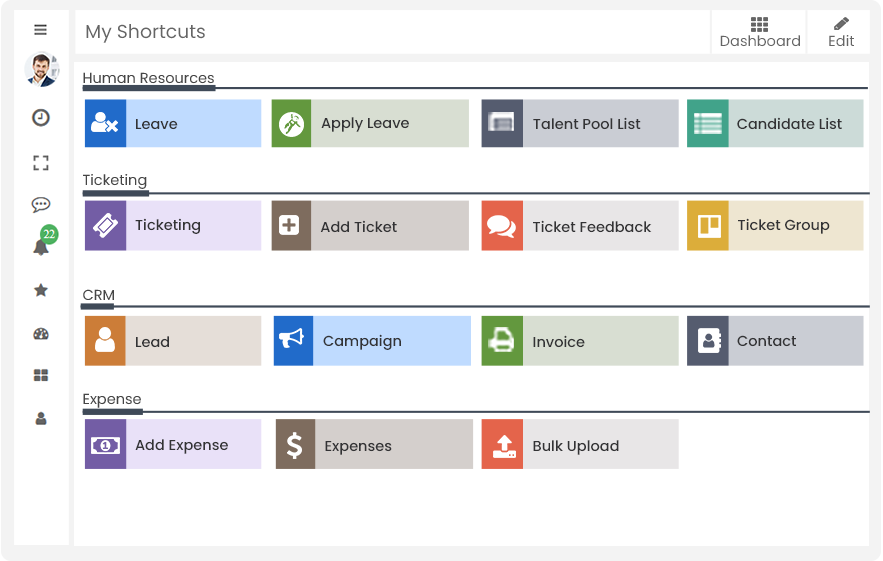 My Shortcuts
Dashboard
Edit
Human Resources
Leave
Apply Leave
Talent Pool List
Candidate List
22
Ticketing
Ticketing
Add Ticket
Ticket Feedback
Ticket Group
CRM
Lead
Campaign
Invoice
Contact
Expense
Add Expense
Expenses
Bulk Upload